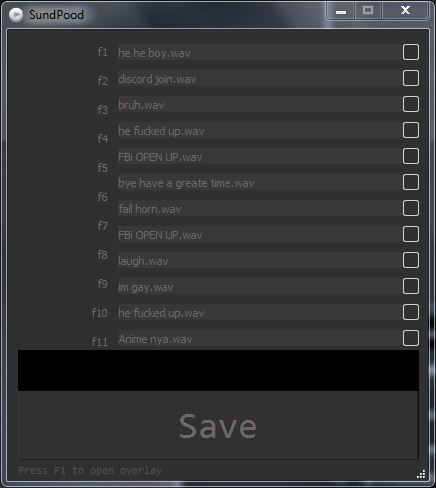 SundPood
f1 he he boy.wav
f2 discord join.wav
f3 bruh.wav
f4 he fucked up.wav
FBi OPEN UP.wav
f5 bye have a greate time.wav
f6 fail horn.wav
f7 FBi OPEN UP.wav
f8 laugh.wav
f9 im gay.wav
f10 he fucked up.wav
f11 Anime nya.wav
Save
Press F1 to open overlay